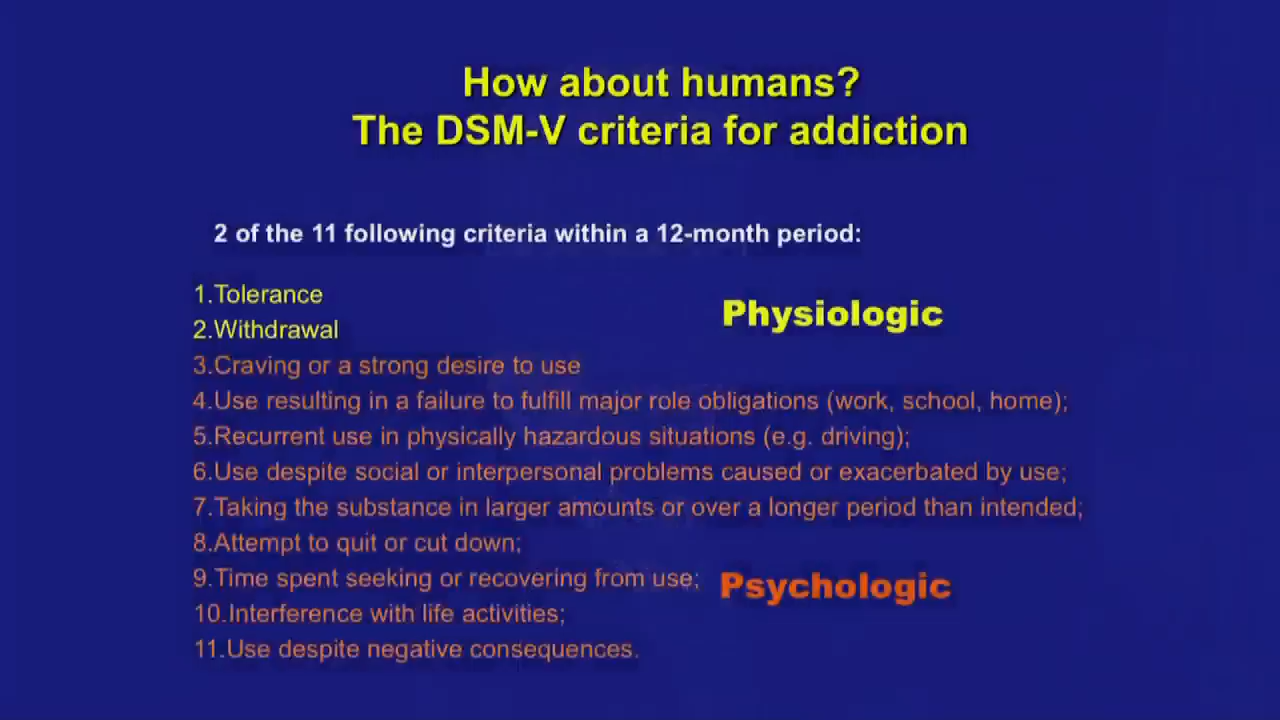 How about humans?
The DSM-V criteria for addiction
2 of the 11 following criteria within a 12-month period:
1.Tolerance
2.Withdrawal
Physiologic
3.Craving or a strong desire to use
4.Use resulting in a failure to fulfill major role obligations (work, school, home);
5.Recurrent use in physically hazardous situations (e.g. driving);
6.Use despite social or interpersonal problems caused or exacerbated by use;
7.Taking the substance in larger amounts or over a longer period than intended;
8.Attempt to quit or cut down;
9.Time spent seeking or recovering from use;
Psychologic
10.Interference with life activities;
11.Use despite negative consequences.